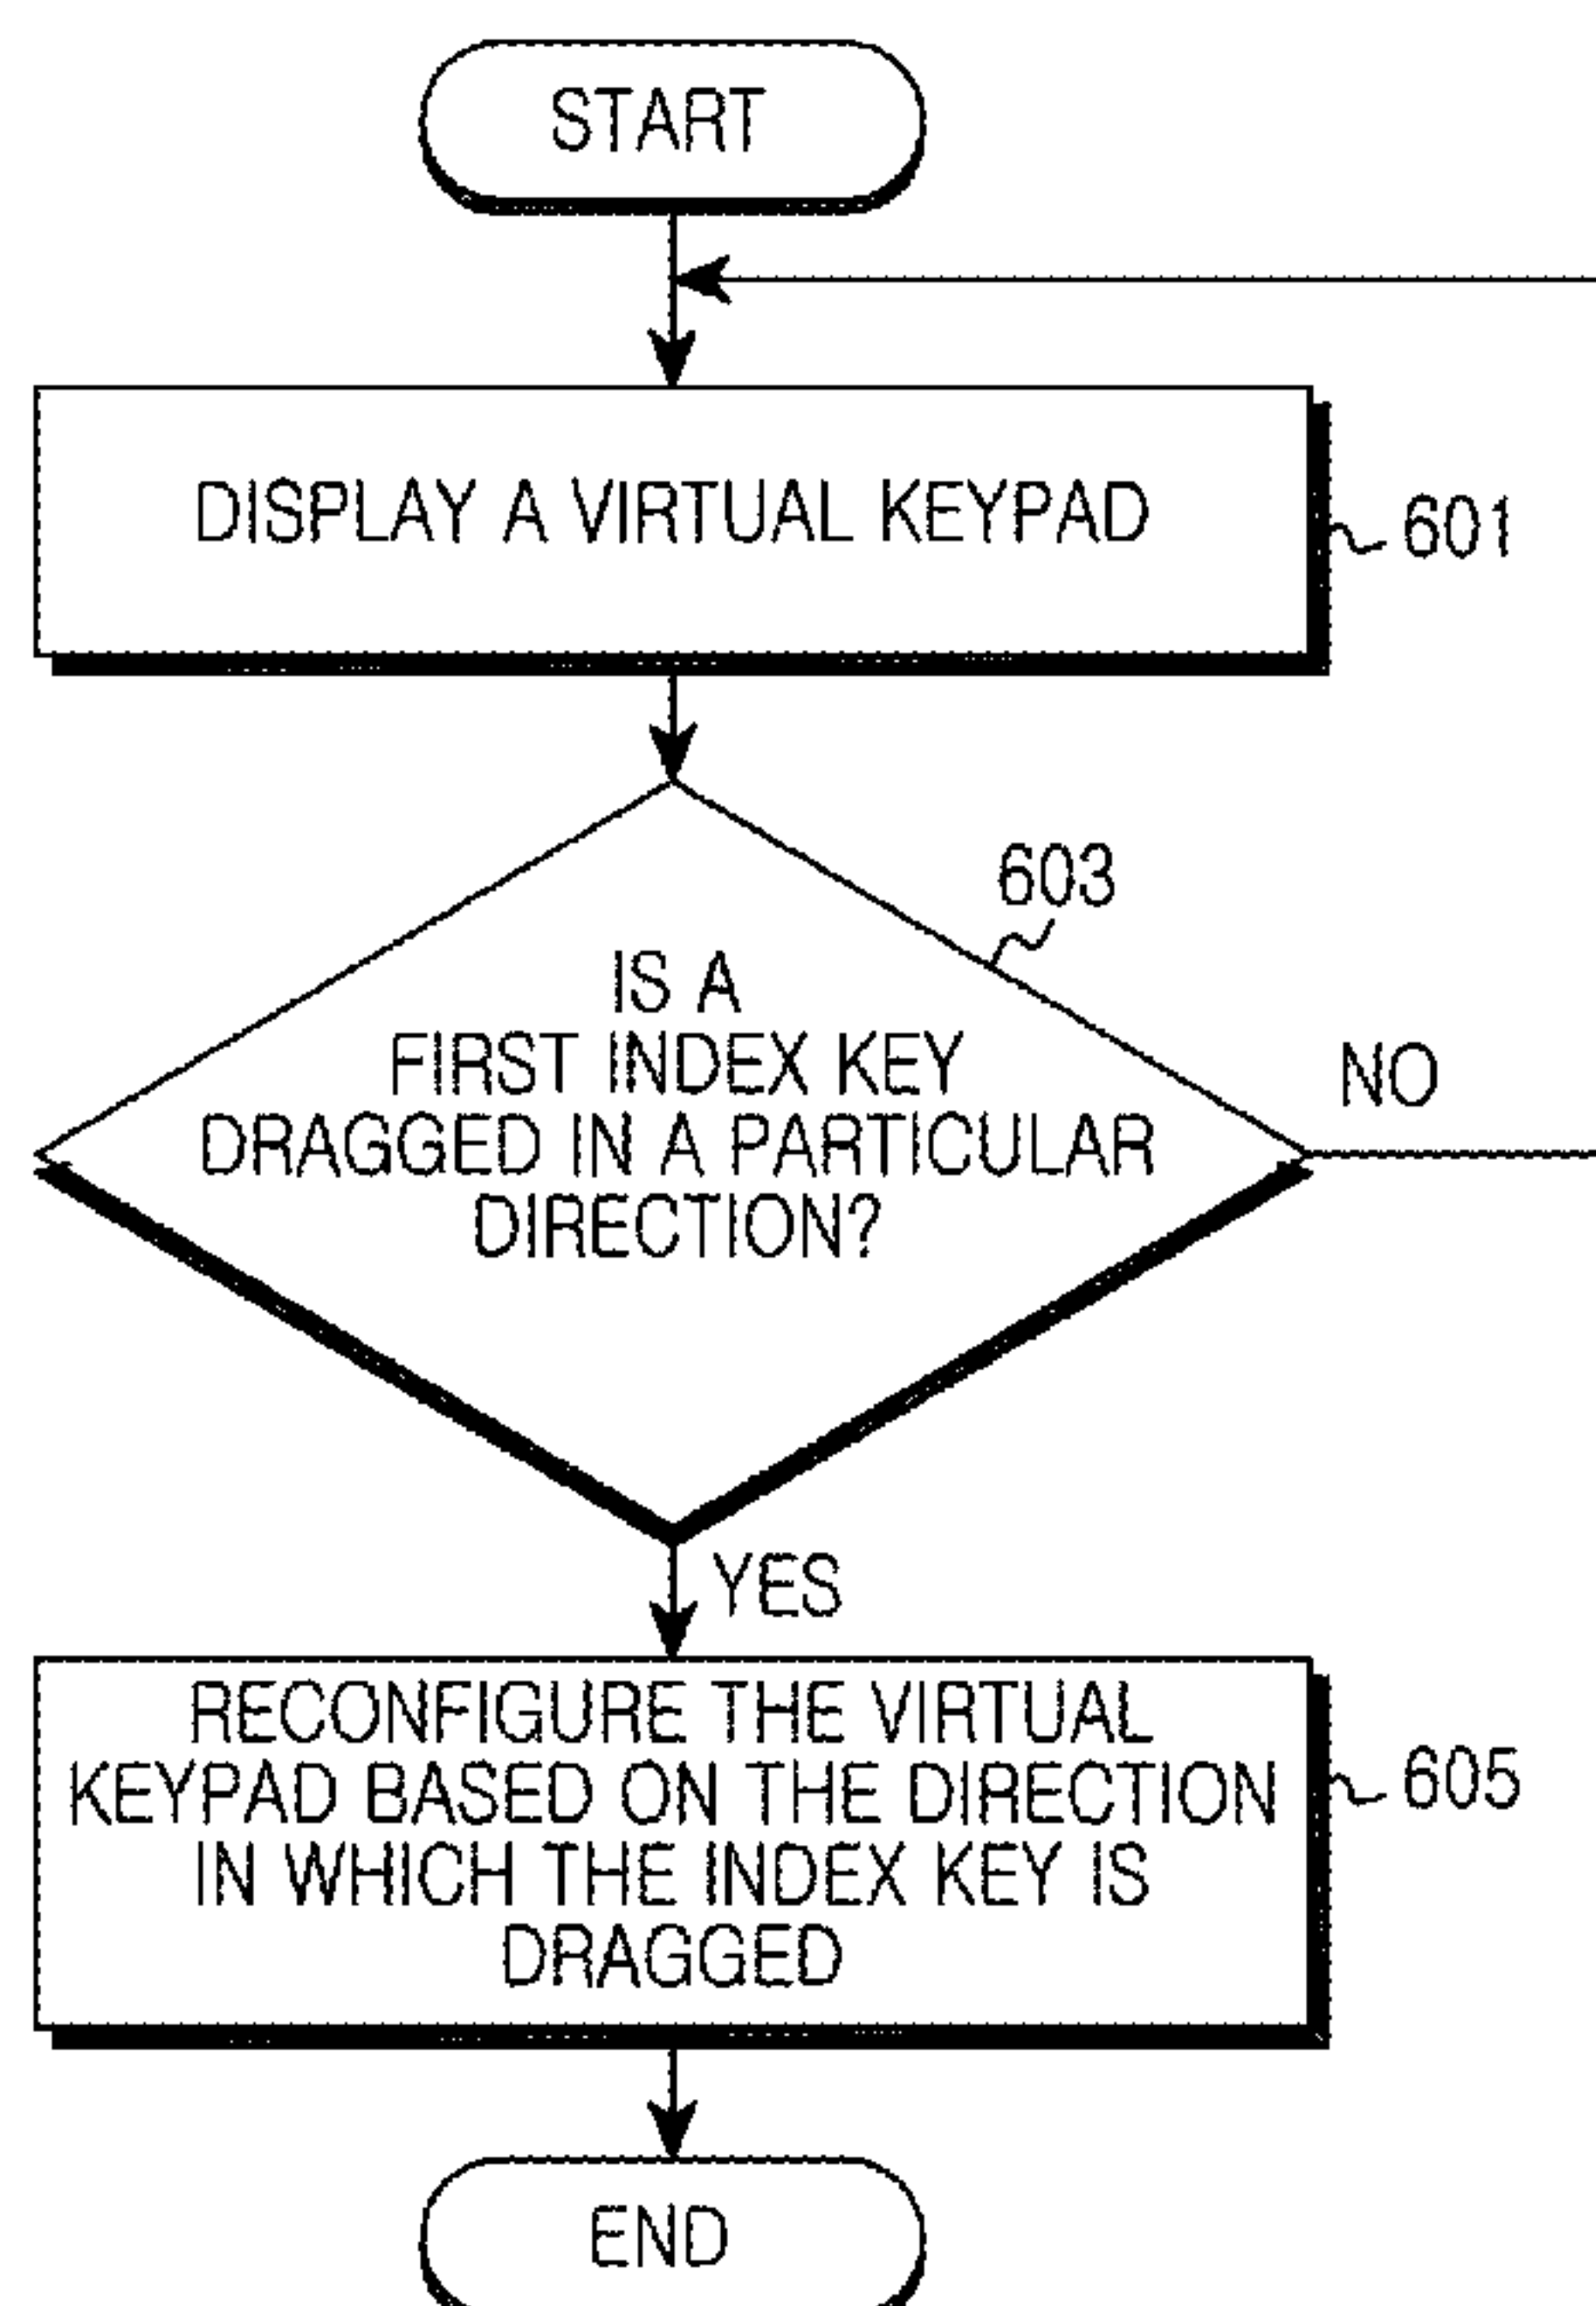 START
DISPLAY A VIRTUAL KEYPAD
601
603
IS A
FIRST INDEX KEY
DRAGGED IN A PARTICULAR
DIRECTION?
NO
YES
RECONFIGURE THE VIRTUAL
KEYPAD BASED ON THE DIRECTION
IN WHICH THE INDEX KEY IS
DRAGGED
605
END